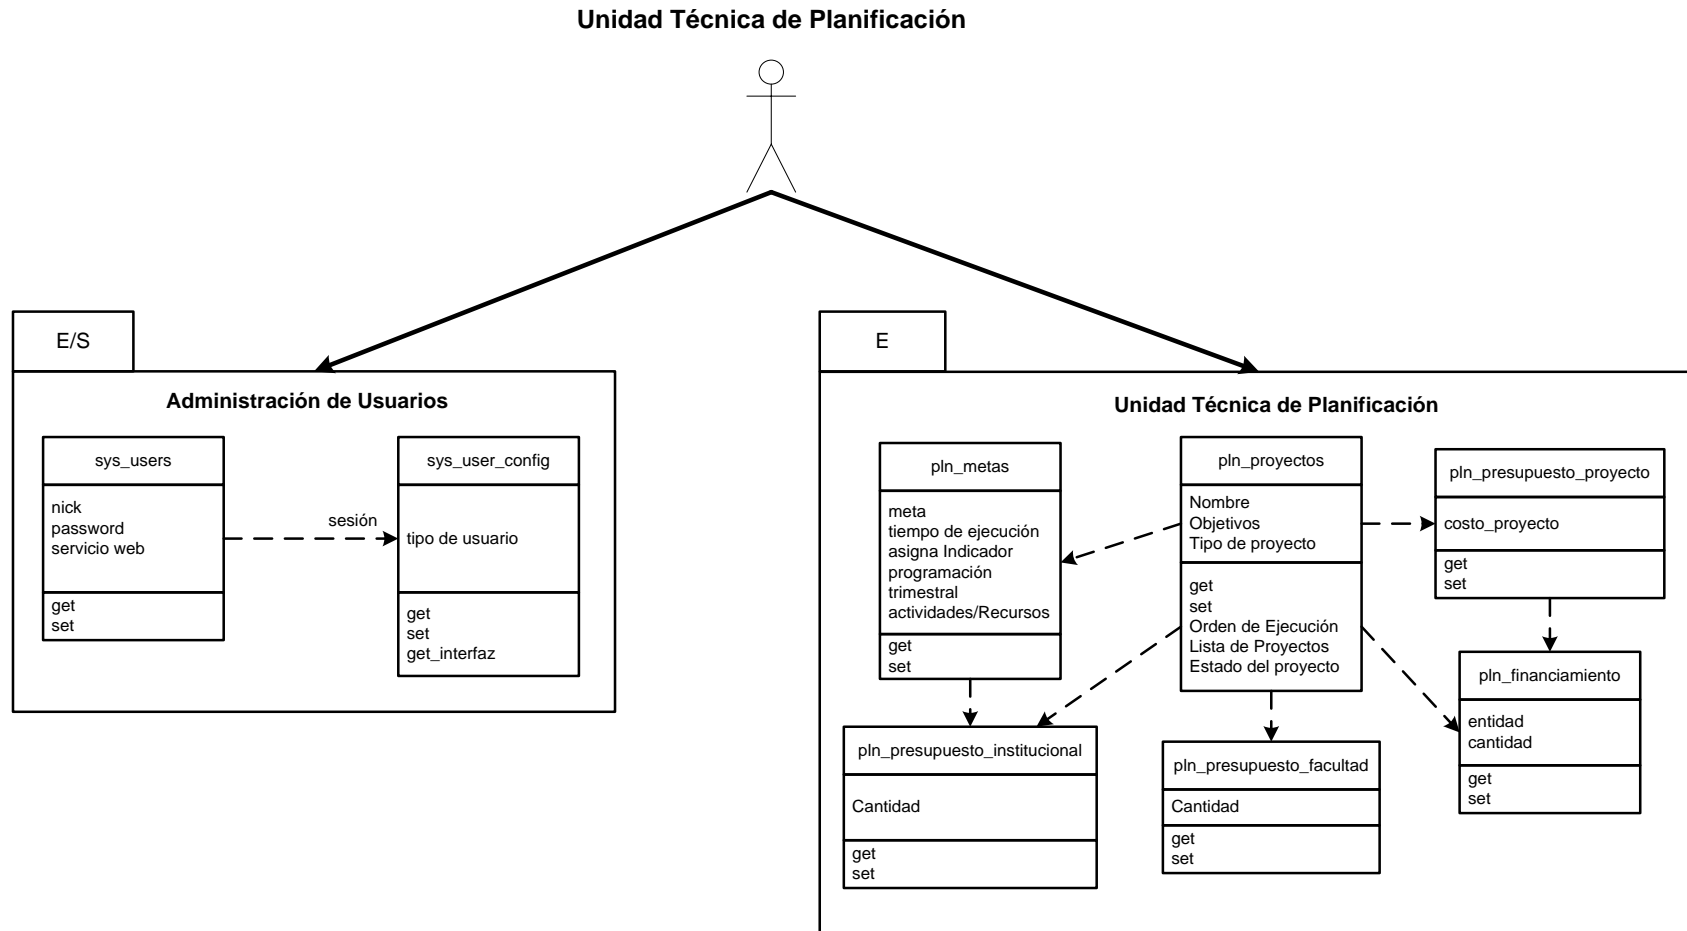 Unidad Técnica de Planificación
E/S
Administración de Usuarios
sys_users
nick
password
servicio web
get
set
sesión
sys_user_config
tipo de usuario
get
set
get_interfaz
E
Unidad Técnica de Planificación
pln_metas
meta
tiempo de ejecución
asigna Indicador
programación
trimestral
actividades/Recursos
get
set
pln_proyectos
Nombre
Objetivos
Tipo de proyecto
get
set
Orden de Ejecución
Lista de Proyectos
Estado del proyecto
pln_presupuesto_proyecto
costo_proyecto
get
set
pln_financiamiento
entidad
cantidad
get
set
pln_presupuesto_institucional
Cantidad
get
set
pln_presupuesto_facultad
Cantidad
get
set